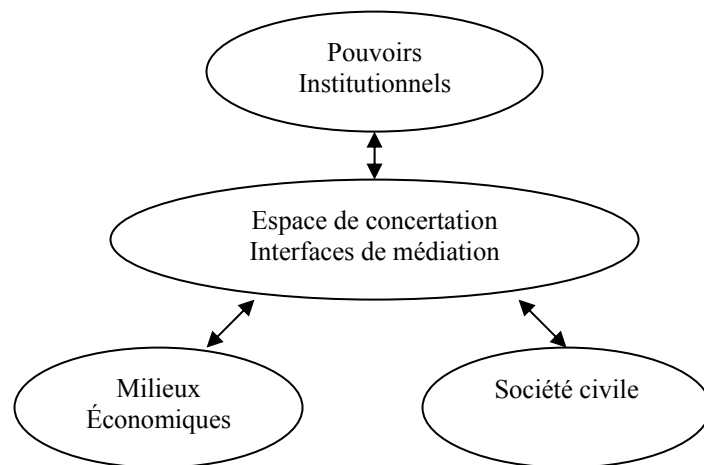 Pouvoirs
Institutionnels
Espace de concertation
Interfaces de médiation
Milieux
Économiques
Société civile